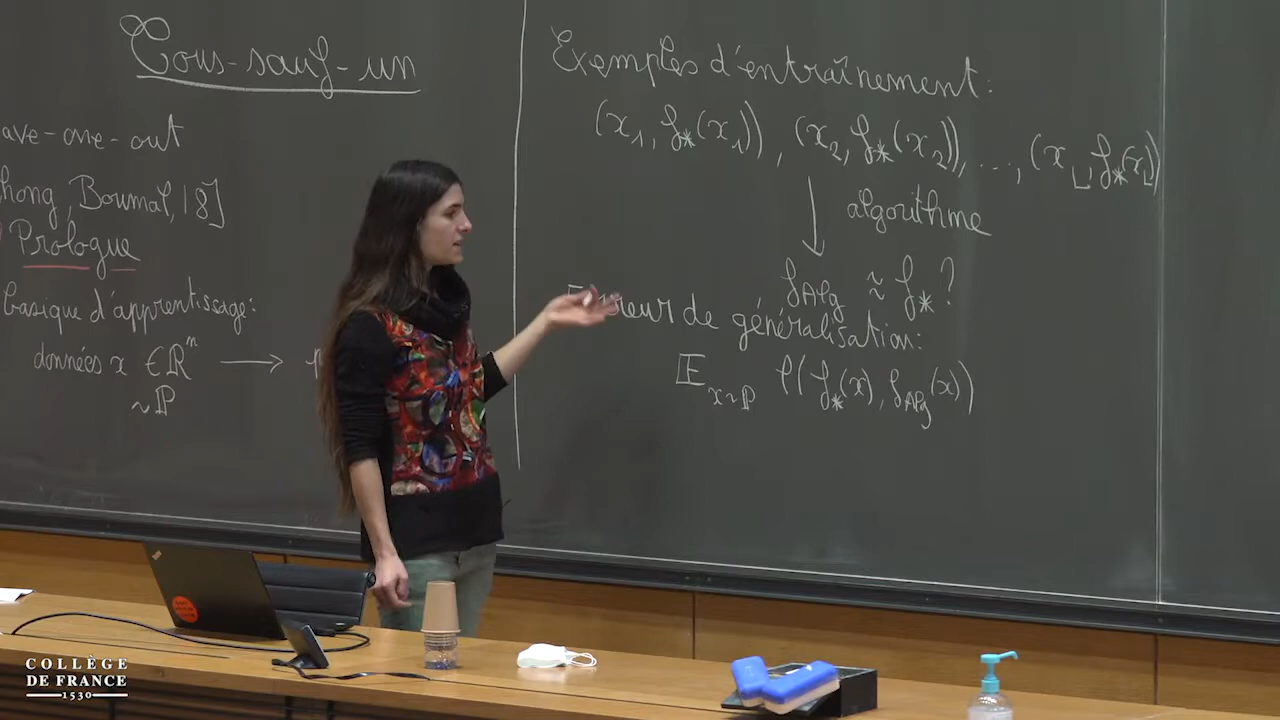 Tous-sauf-un
ave-one-out
hong, Boumal, 18]
Prologue
basique d'apprentissage:
données x ∈ ℝⁿ ⟶ p
~ ℙ
Exemples d'entraînement:
(x₁, f*(x₁)), (x₂, f*(x₂)), ..., (x_L, f*(x_L))
↓ algorithme
f_Alg ≈ f* ?
Erreur de généralisation:
𝔼_{x~ℙ} ℓ(f*(x), f_Alg(x))
COLLÈGE
DE FRANCE
1530